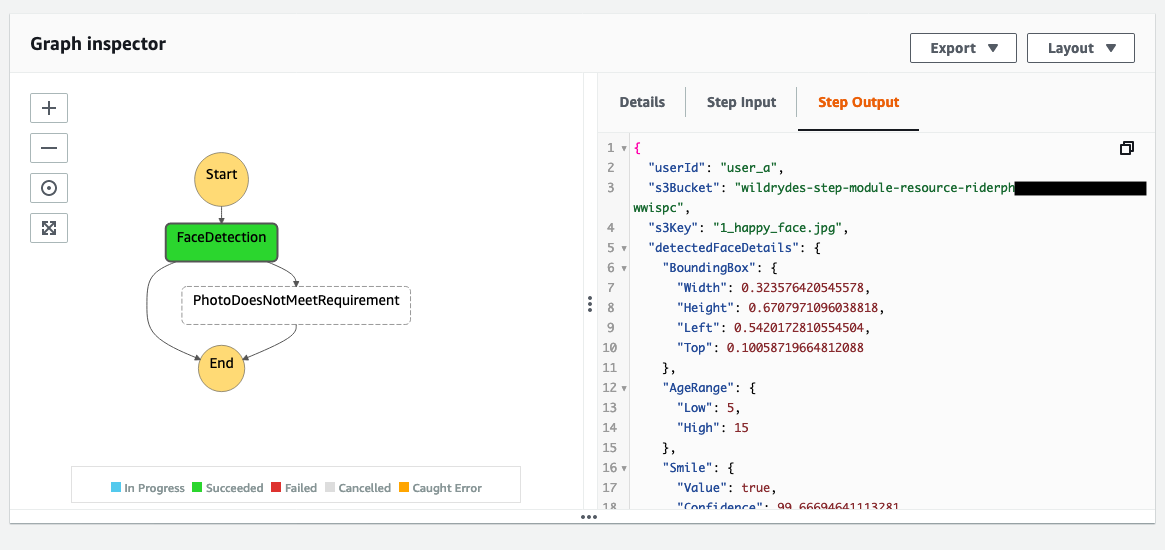 Graph inspector
Export
Layout
Start
FaceDetection
PhotoDoesNotMeetRequirement
End
In Progress
Succeeded
Failed
Cancelled
Caught Error
Details
Step Input
Step Output
1 {
2 "userId": "user_a",
3 "s3Bucket": "wildrydes-step-module-resource-riderph
wwispc",
4 "s3Key": "1_happy_face.jpg",
5 "detectedFaceDetails": {
6 "BoundingBox": {
7 "Width": 0.323576420545578,
8 "Height": 0.6707971096038818,
9 "Left": 0.5420172810554504,
10 "Top": 0.10058719664812088
11 },
12 "AgeRange": {
13 "Low": 5,
14 "High": 15
15 },
16 "Smile": {
17 "Value": true,
18 "Confidence": 99.66694641113281